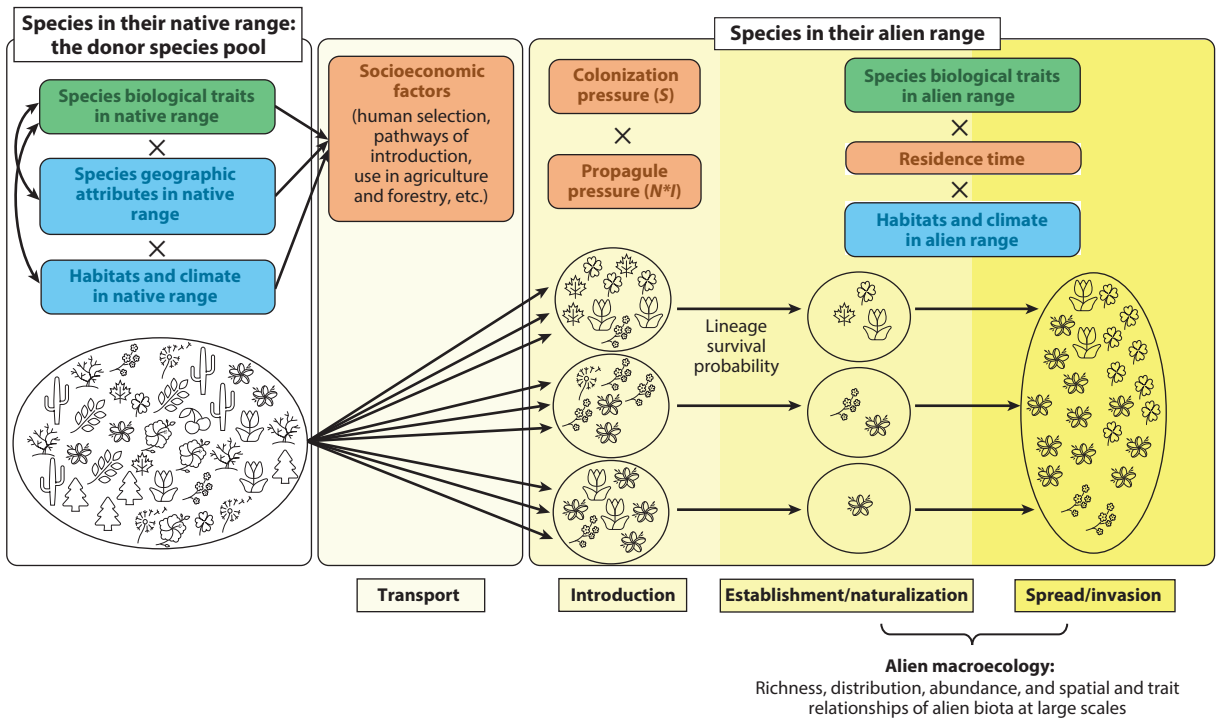 Species in their native range:
the donor species pool
Species biological traits
in native range
×
Species geographic
attributes in native
range
×
Habitats and climate
in native range
Socioeconomic
factors
(human selection,
pathways of
introduction,
use in agriculture
and forestry, etc.)
Species in their alien range
Colonization
pressure (S)
×
Propagule
pressure (N*I)
Species biological traits
in alien range
×
Residence time
×
Habitats and climate
in alien range
Lineage
survival
probability
Transport
Introduction
Establishment/naturalization
Spread/invasion
Alien macroecology:
Richness, distribution, abundance, and spatial and trait
relationships of alien biota at large scales